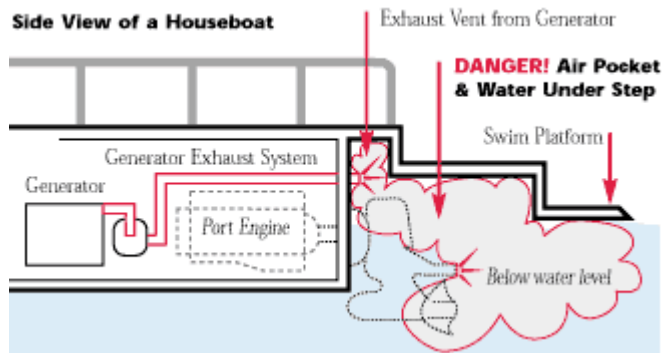 Side View of a Houseboat
Exhaust Vent from Generator
DANGER! Air Pocket
& Water Under Step
Swim Platform
Generator Exhaust System
Generator
Port Engine
Below water level